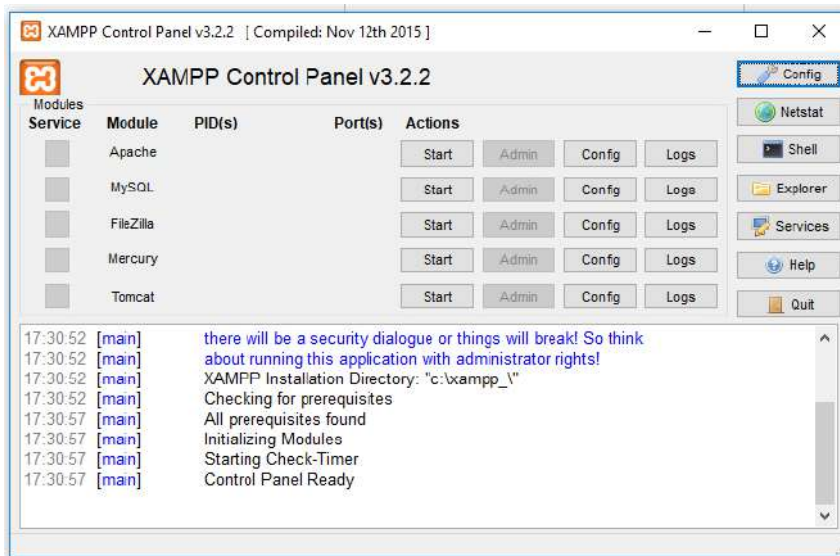 XAMPP Control Panel v3.2.2 [ Compiled: Nov 12th 2015 ]
XAMPP Control Panel v3.2.2
Config
Modules
Service Module PID(s) Port(s) Actions
Netstat
Apache Start Admin Config Logs
Shell
MySQL Start Admin Config Logs
Explorer
FileZilla Start Admin Config Logs
Services
Mercury Start Admin Config Logs
Help
Tomcat Start Admin Config Logs
Quit
17:30:52 [main] there will be a security dialogue or things will break! So think
17:30:52 [main] about running this application with administrator rights!
17:30:52 [main] XAMPP Installation Directory: "c:\xampp_\"
17:30:52 [main] Checking for prerequisites
17:30:57 [main] All prerequisites found
17:30:57 [main] Initializing Modules
17:30:57 [main] Starting Check-Timer
17:30:57 [main] Control Panel Ready